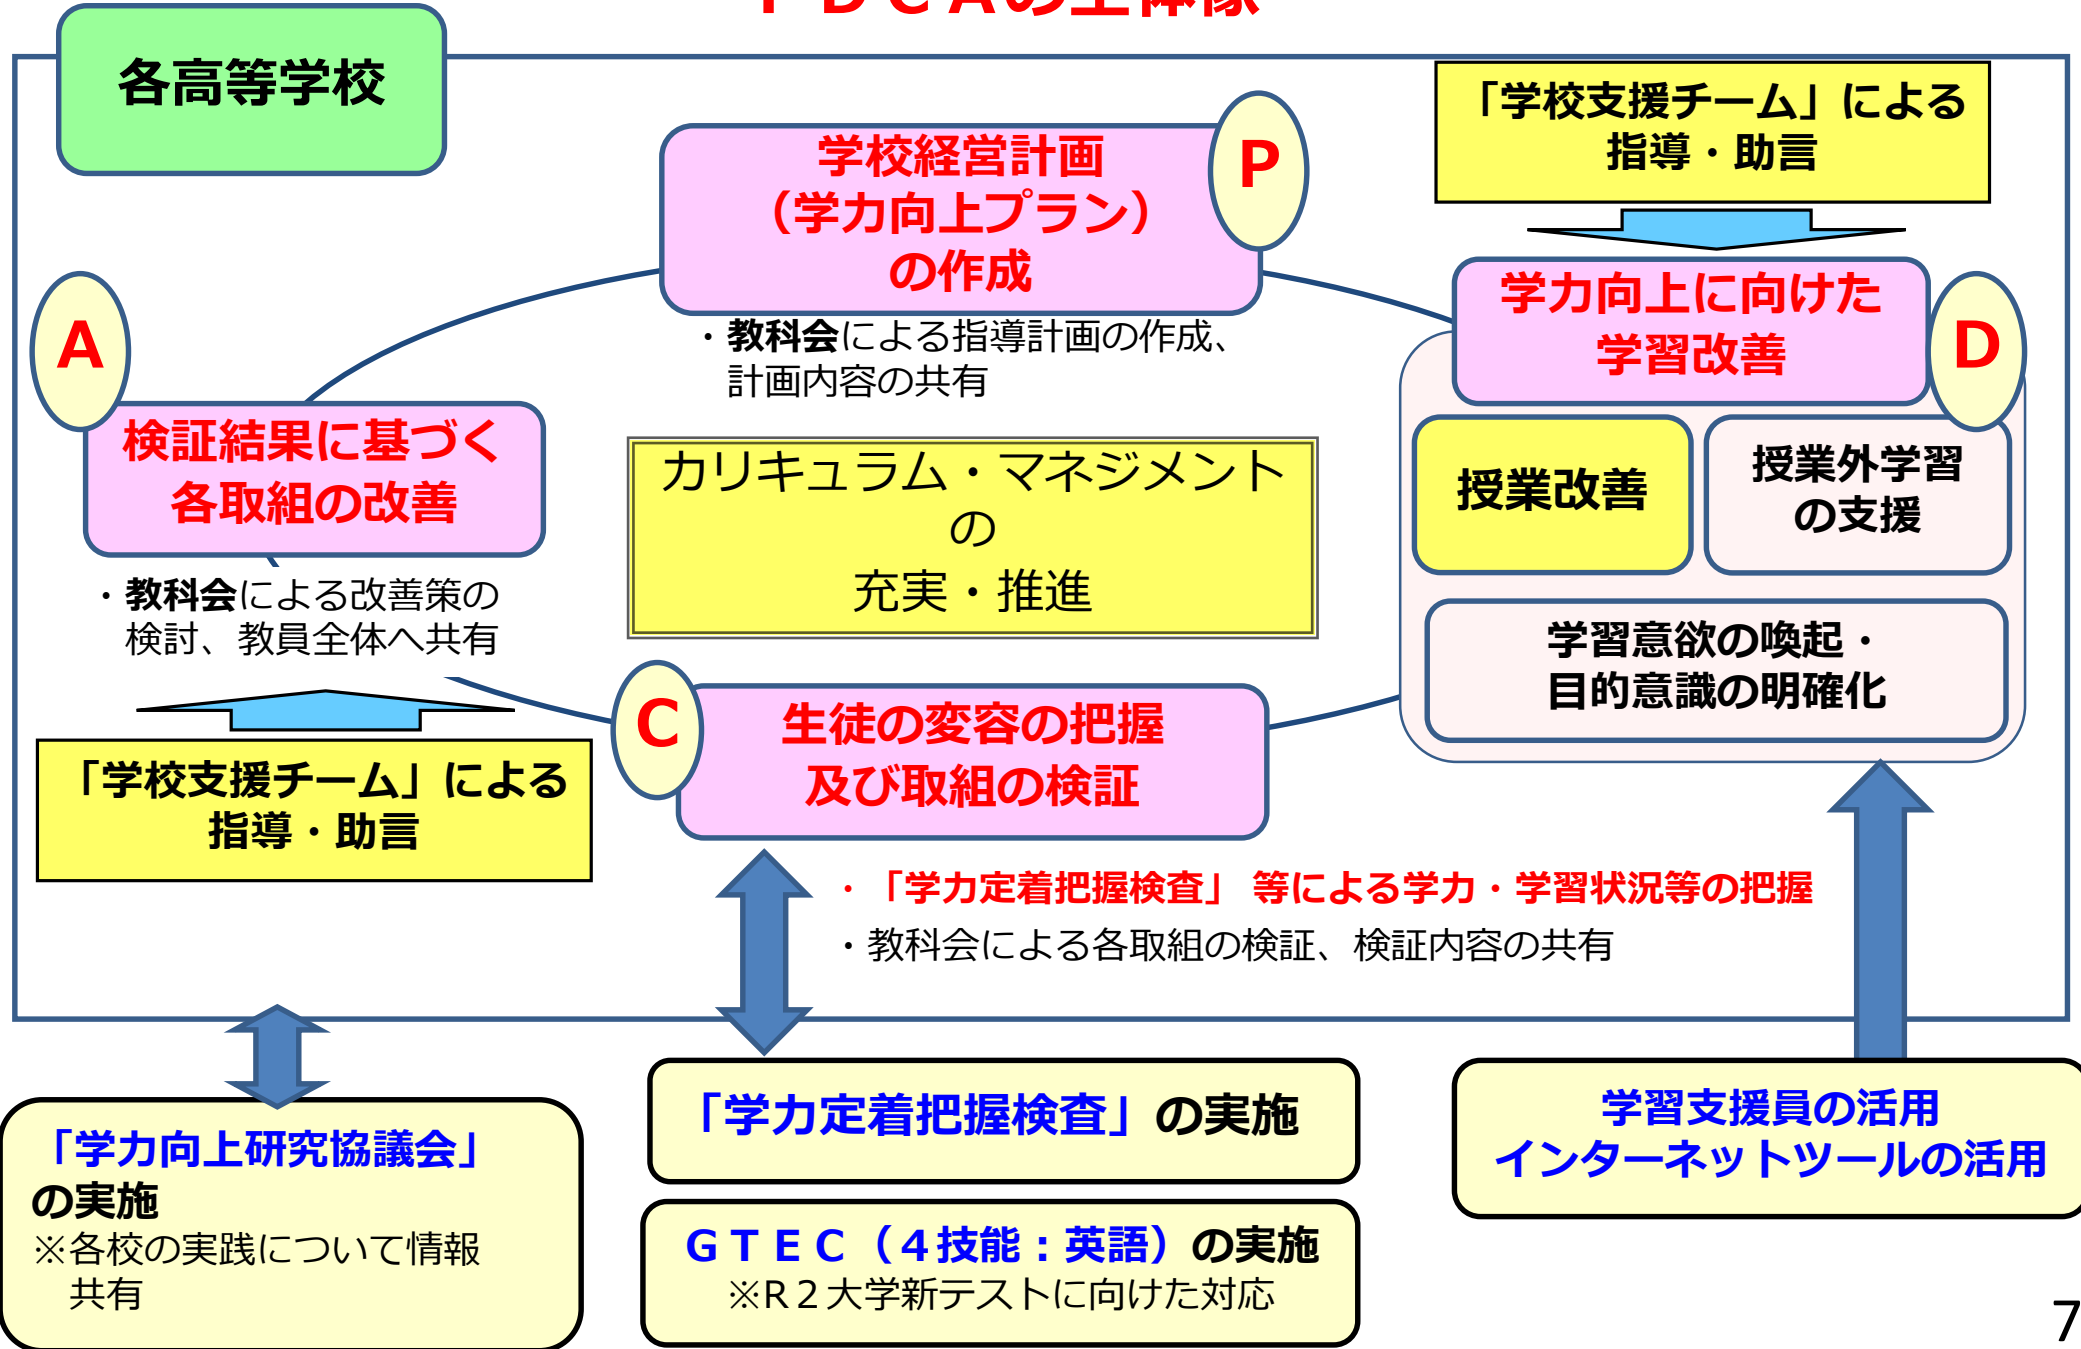 ＰＤＣＡの全体像
各高等学校
「学校支援チーム」による
指導・助言
学校経営計画
（学力向上プラン）
の作成
P
・教科会による指導計画の作成、
計画内容の共有
学力向上に向けた
学習改善
D
授業改善
授業外学習
の支援
学習意欲の喚起・
目的意識の明確化
A
検証結果に基づく
各取組の改善
・教科会による改善策の
検討、教員全体へ共有
カリキュラム・マネジメント
の
充実・推進
「学校支援チーム」による
指導・助言
C
生徒の変容の把握
及び取組の検証
・「学力定着把握検査」等による学力・学習状況等の把握
・教科会による各取組の検証、検証内容の共有
「学力向上研究協議会」
の実施
※各校の実践について情報
共有
「学力定着把握検査」の実施
ＧＴＥＣ（４技能：英語）の実施
※R２大学新テストに向けた対応
学習支援員の活用
インターネットツールの活用
7